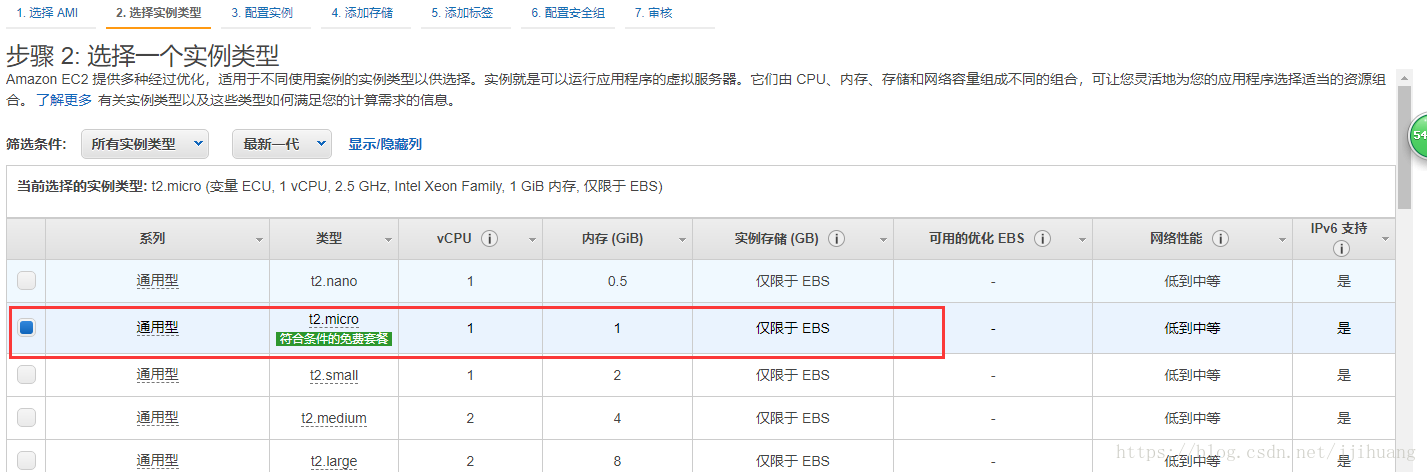 1. 选择 AMI 2. 选择实例类型 3. 配置实例 4. 添加存储 5. 添加标签 6. 配置安全组 7. 审核
步骤 2: 选择一个实例类型
Amazon EC2 提供多种经过优化，适用于不同使用案例的实例类型以供选择。实例就是可以运行应用程序的虚拟服务器。它们由 CPU、内存、存储和网络容量组成不同的组合，可让您灵活地为您的应用程序选择适当的资源组
合。 了解更多 有关实例类型以及这些类型如何满足您的计算需求的信息。
54
筛选条件: 所有实例类型 最新一代 显示/隐藏列
当前选择的实例类型: t2.micro (变量 ECU, 1 vCPU, 2.5 GHz, Intel Xeon Family, 1 GiB 内存, 仅限于 EBS)
系列 类型 vCPU i 内存 (GiB) 实例存储 (GB) i 可用的优化 EBS i 网络性能 i IPv6 支持 i
通用型 t2.nano 1 0.5 仅限于 EBS - 低到中等 是
通用型 t2.micro 1 1 仅限于 EBS - 低到中等 是
符合条件的免费套餐
通用型 t2.small 1 2 仅限于 EBS - 低到中等 是
通用型 t2.medium 2 4 仅限于 EBS - 低到中等 是
通用型 t2.large 2 8 仅限于 EBS - 低到中等 是
https://blog.csdn.net/ijihuang